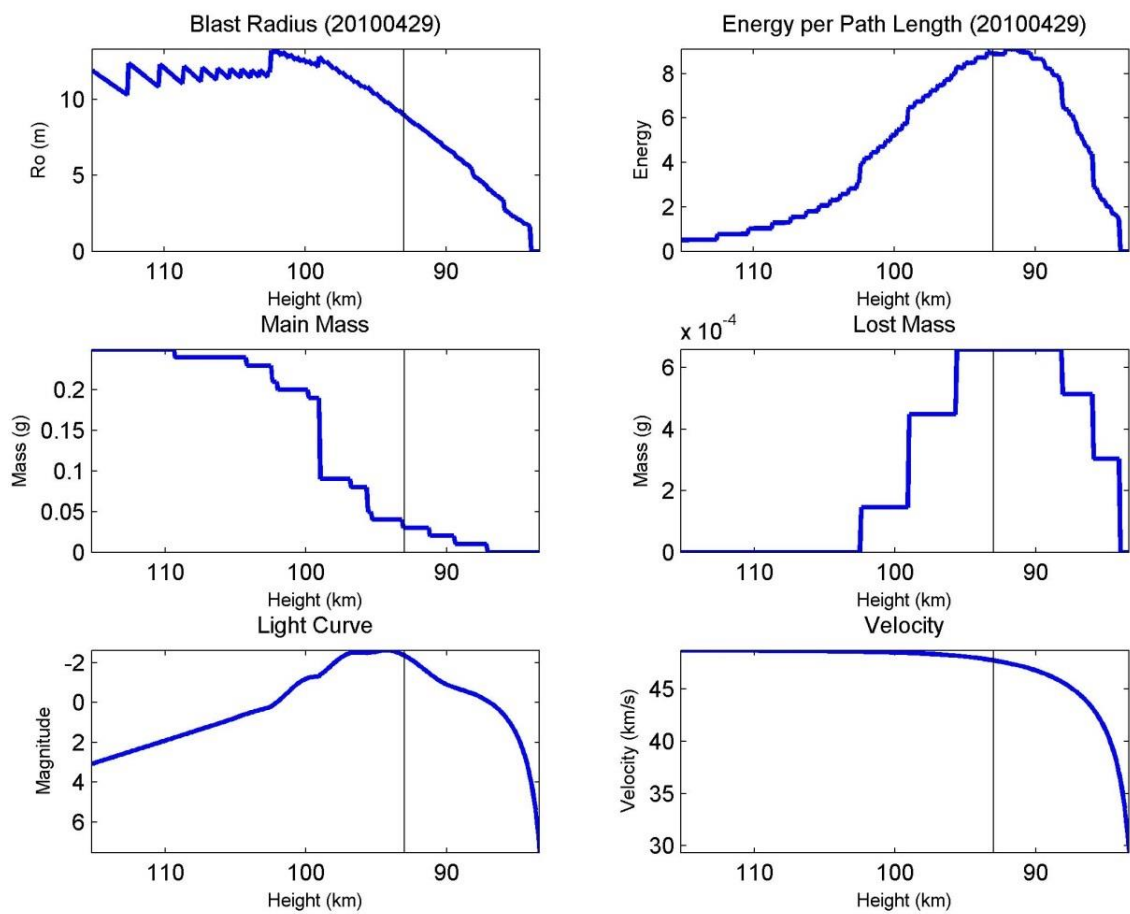 Blast Radius (20100429)
Ro (m)
10
5
0
110 100 90
Height (km)
Energy per Path Length (20100429)
Energy
8
6
4
2
0
110 100 90
Height (km)
Main Mass
Mass (g)
0.2
0.15
0.1
0.05
0
110 100 90
Height (km)
Lost Mass
x 10^-4
Mass (g)
6
4
2
0
110 100 90
Height (km)
Light Curve
Magnitude
-2
0
2
4
6
110 100 90
Height (km)
Velocity
Velocity (km/s)
45
40
35
30
110 100 90
Height (km)